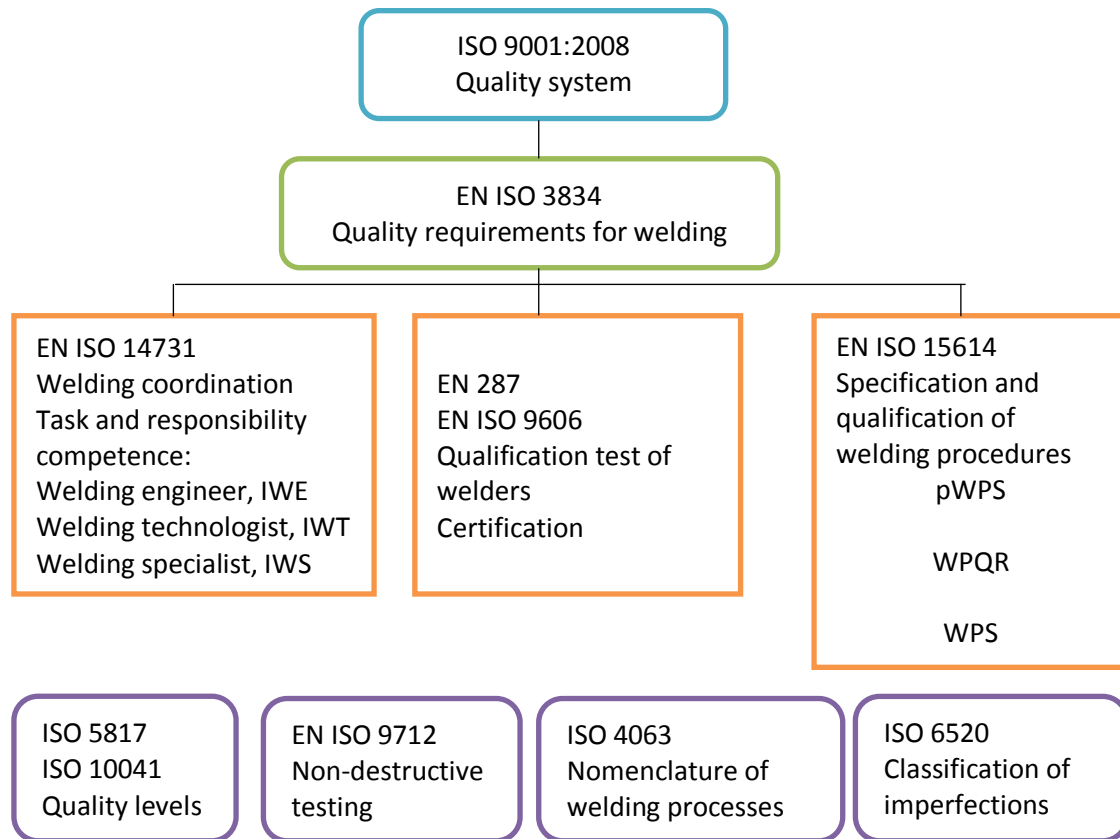 ISO 9001:2008
Quality system
EN ISO 3834
Quality requirements for welding
EN ISO 14731
Welding coordination
Task and responsibility
competence:
Welding engineer, IWE
Welding technologist, IWT
Welding specialist, IWS
EN 287
EN ISO 9606
Qualification test of
welders
Certification
EN ISO 15614
Specification and
qualification of
welding procedures
pWPS
WPQR
WPS
ISO 5817
ISO 10041
Quality levels
EN ISO 9712
Non-destructive
testing
ISO 4063
Nomenclature of
welding processes
ISO 6520
Classification of
imperfections